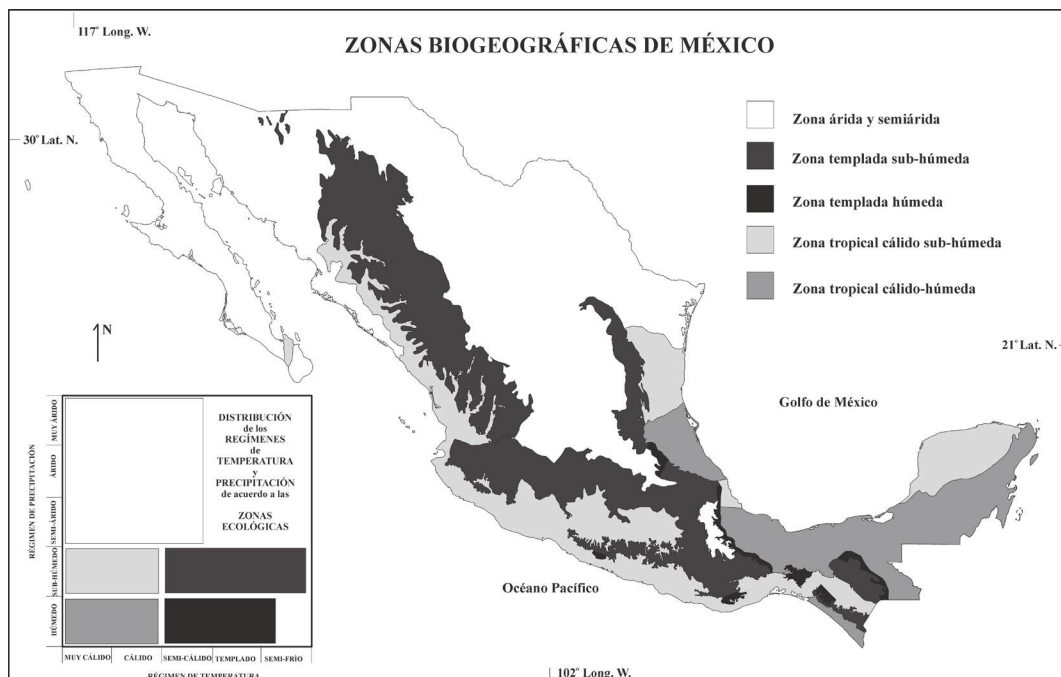 117° Long. W.
ZONAS BIOGEOGRÁFICAS DE MÉXICO
30° Lat. N.
Zona árida y semiárida
Zona templada sub-húmeda
Zona templada húmeda
Zona tropical cálido sub-húmeda
Zona tropical cálido-húmeda
N
21° Lat. N.
Golfo de México
Océano Pacífico
102° Long. W.
DISTRIBUCIÓN
de los
REGÍMENES
de
TEMPERATURA
y
PRECIPITACIÓN
de acuerdo a las
ZONAS
ECOLÓGICAS
RÉGIMEN DE PRECIPITACIÓN
MUY ÁRIDO
ÁRIDO
SEMI-ÁRIDO
SUB-HÚMEDO
HÚMEDO
MUY CÁLIDO
CÁLIDO
SEMI-CÁLIDO
TEMPLADO
SEMI-FRÍO
RÉGIMEN DE TEMPERATURA